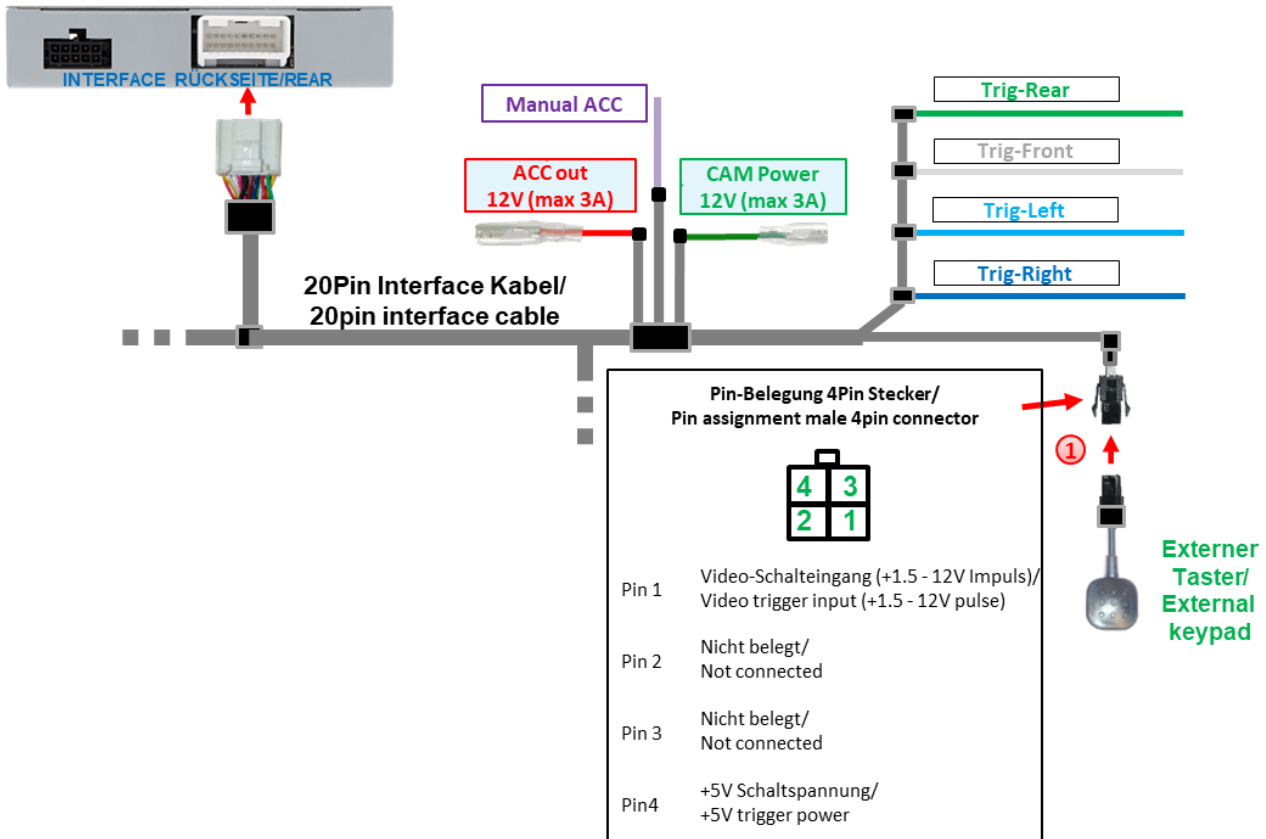 INTERFACE RÜCKSEITE/REAR
Manual ACC
ACC out
12V (max 3A)
CAM Power
12V (max 3A)
Trig-Rear
Trig-Front
Trig-Left
Trig-Right
20Pin Interface Kabel/
20pin interface cable
Pin-Belegung 4Pin Stecker/
Pin assignment male 4pin connector
4 3
2 1
1
Pin 1 Video-Schalteingang (+1.5 - 12V Impuls)/
Video trigger input (+1.5 - 12V pulse)
Pin 2 Nicht belegt/
Not connected
Pin 3 Nicht belegt/
Not connected
Pin4 +5V Schaltspannung/
+5V trigger power
Externer
Taster/
External
keypad